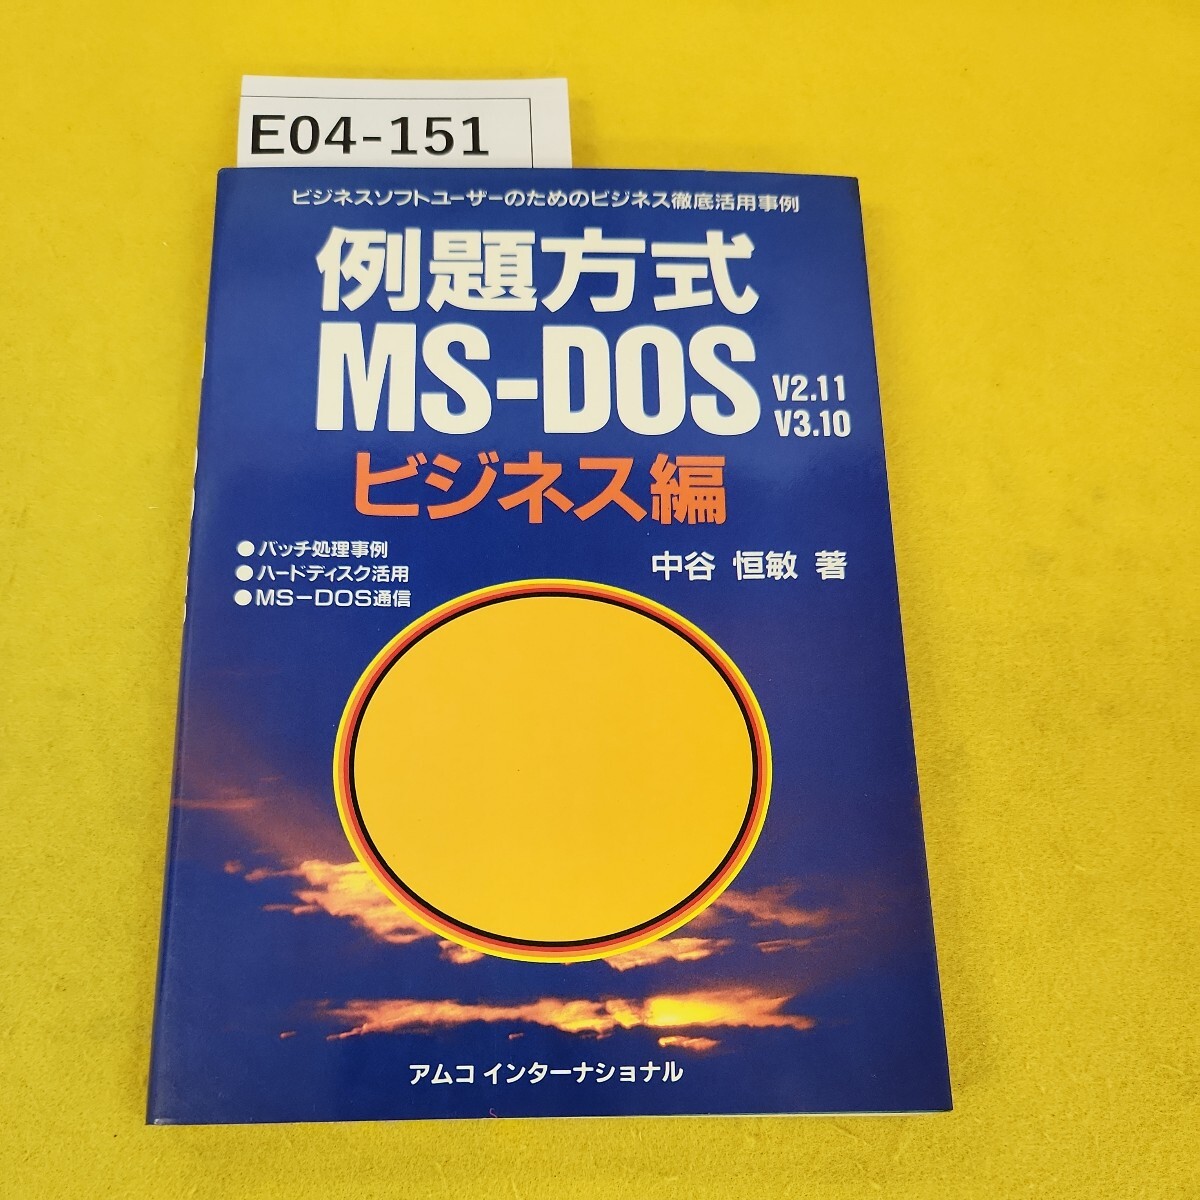 E04-151
ビジネスソフトユーザーのためのビジネス徹底活用事例
例題方式
MS-DOS
V2.11
V3.10
ビジネス編
●バッチ処理事例
●ハードディスク活用
●MS-DOS通信
中谷 恒敏 著
アムコ インターナショナル